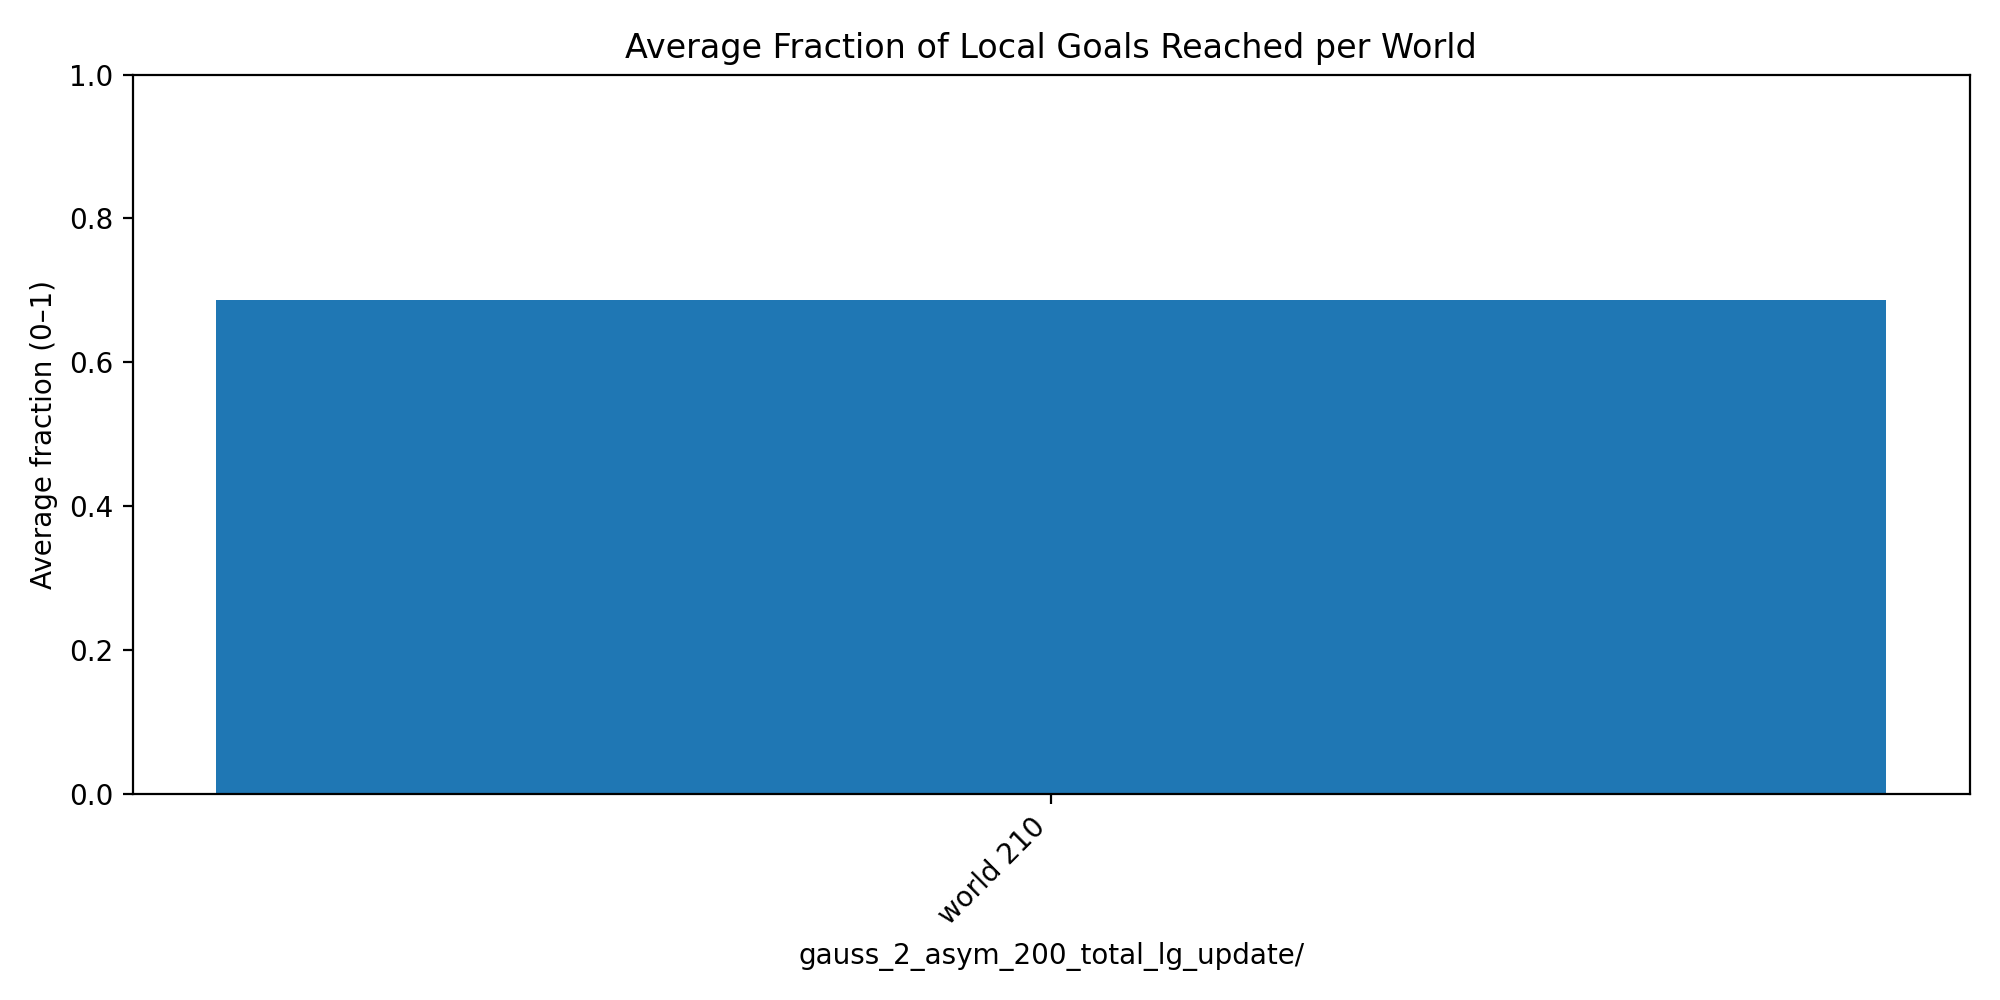 Average Fraction of Local Goals Reached per World
Average fraction (0–1)
1.0
0.8
0.6
0.4
0.2
0.0
world 210
gauss_2_asym_200_total_lg_update/